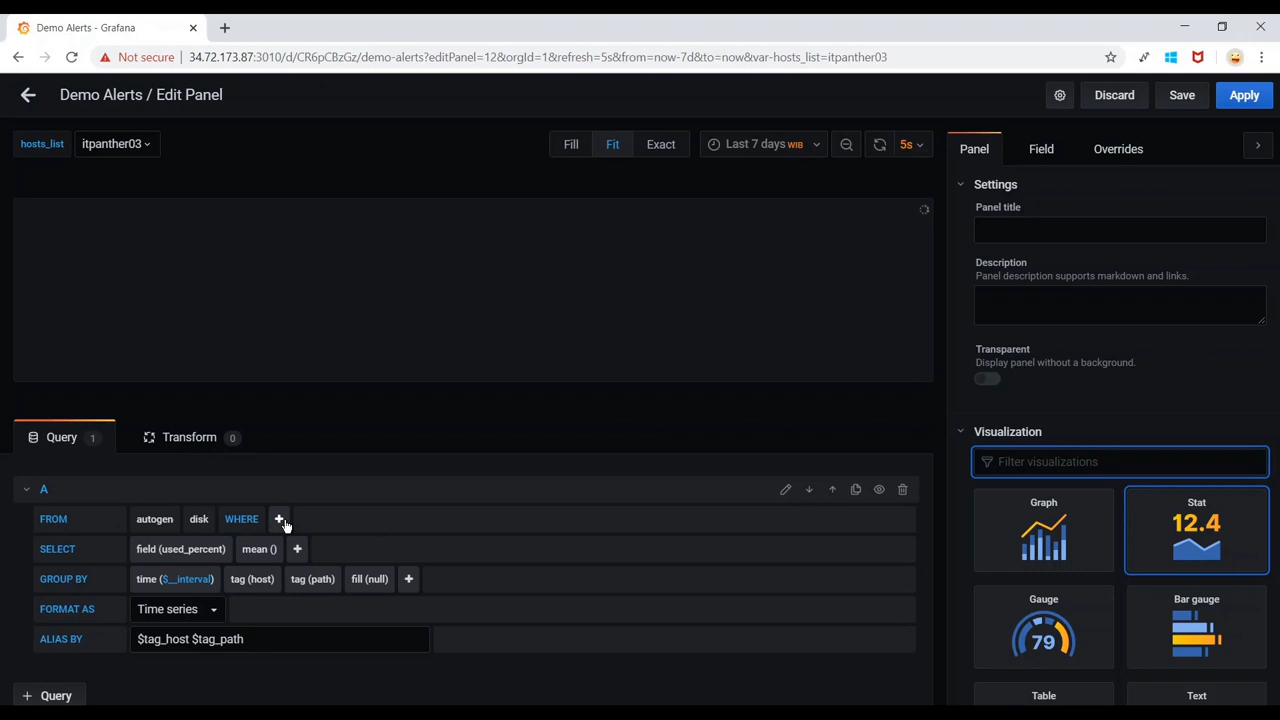 Demo Alerts - Grafana
Not secure 34.72.173.87:3010/d/CR6pCBzGz/demo-alerts?editPanel=12&orgId=1&refresh=5s&from=now-7d&to=now&var-hosts_list=itpanther03
Demo Alerts / Edit Panel
Discard Save Apply
hosts_list itpanther03 Fill Fit Exact Last 7 days WIB 5s
Panel Field Overrides
Settings
Panel title
Description
Panel description supports markdown and links.
Transparent
Display panel without a background.
Visualization
Filter visualizations
Graph Stat
12.4
Gauge Bar gauge
79
Table Text
Query 1 Transform 0
A
FROM autogen disk WHERE +
SELECT field (used_percent) mean () +
GROUP BY time ($__interval) tag (host) tag (path) fill (null) +
FORMAT AS Time series
ALIAS BY $tag_host $tag_path
+ Query